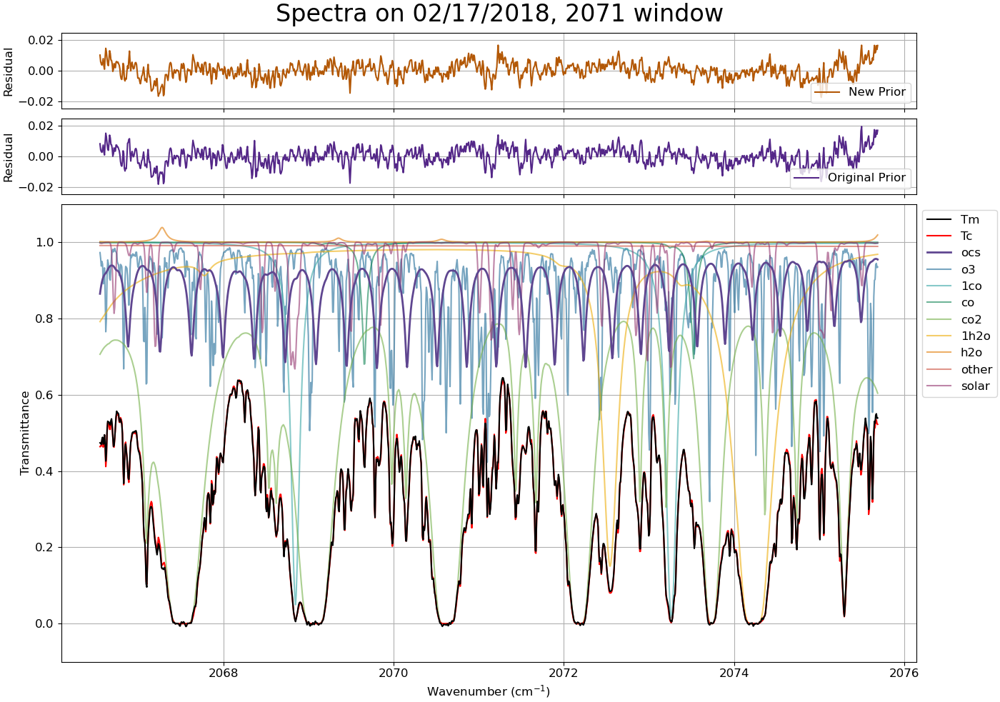 Spectra on 02/17/2018, 2071 window
0.02
0.00
−0.02
Residual
New Prior
0.02
0.00
−0.02
Residual
Original Prior
1.0
0.8
0.6
0.4
0.2
0.0
Transmittance
2068 2070 2072 2074 2076
Wavenumber (cm⁻¹)
Tm
Tc
ocs
o3
1co
co
co2
1h2o
h2o
other
solar